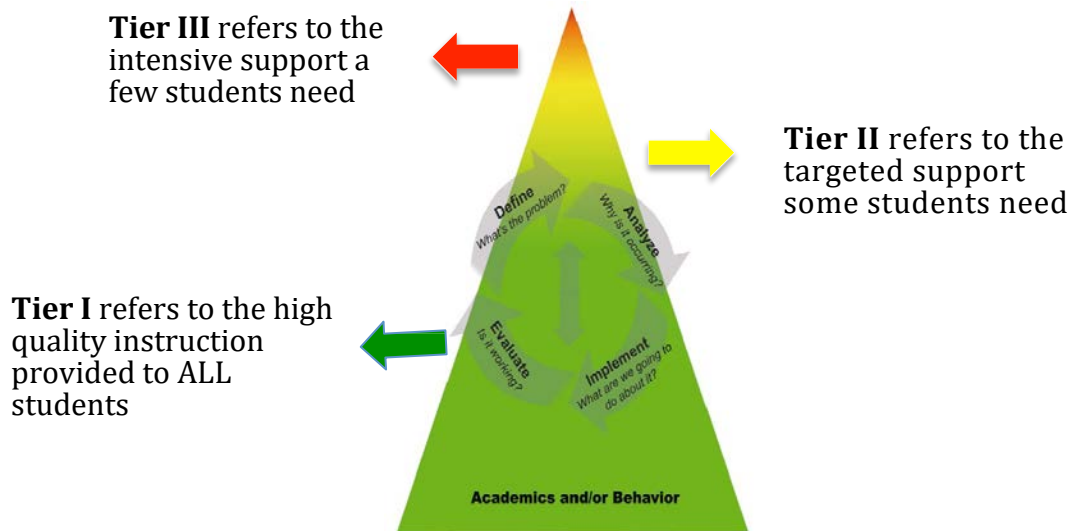 Tier III refers to the
intensive support a
few students need
Tier II refers to the
targeted support
some students need
Define
What's the problem?
Analyze
Why is it occurring?
Tier I refers to the high
quality instruction
provided to ALL
students
Evaluate
Is it working?
Implement
What are we going to
do about it?
Academics and/or Behavior